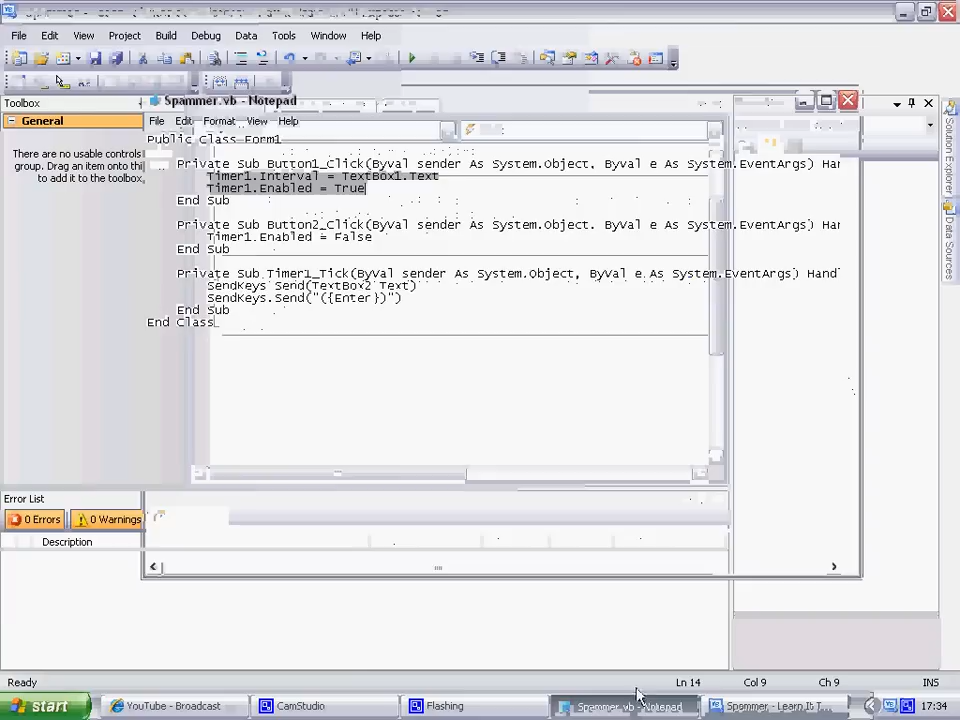 File Edit View Project Build Debug Data Tools Window Help
Toolbox
General
There are no usable controls
group. Drag an item onto thi
to add it to the toolbox.
Spammer.vb - Notepad
File Edit Format View Help
Public Class Form1
Private Sub Button1_Click(ByVal sender As System.Object, ByVal e As System.EventArgs) Han
Timer1.Interval = TextBox1.Text
Timer1.Enabled = True
End Sub
Private Sub Button2_Click(ByVal sender As System.Object, ByVal e As System.EventArgs) Han
Timer1.Enabled = False
End Sub
Private Sub Timer1_Tick(ByVal sender As System.Object, ByVal e As System.EventArgs) Handl
SendKeys.Send(TextBox2.Text)
SendKeys.Send("({Enter})")
End Sub
End Class
Solution Explorer
Data Sources
Error List
0 Errors 0 Warnings
Description
Ready Ln 14 Col 9 Ch 9 INS
start YouTube - Broadcast CamStudio Flashing Spammer.vb - Notepad Spemmer - Learn It T... 17:34